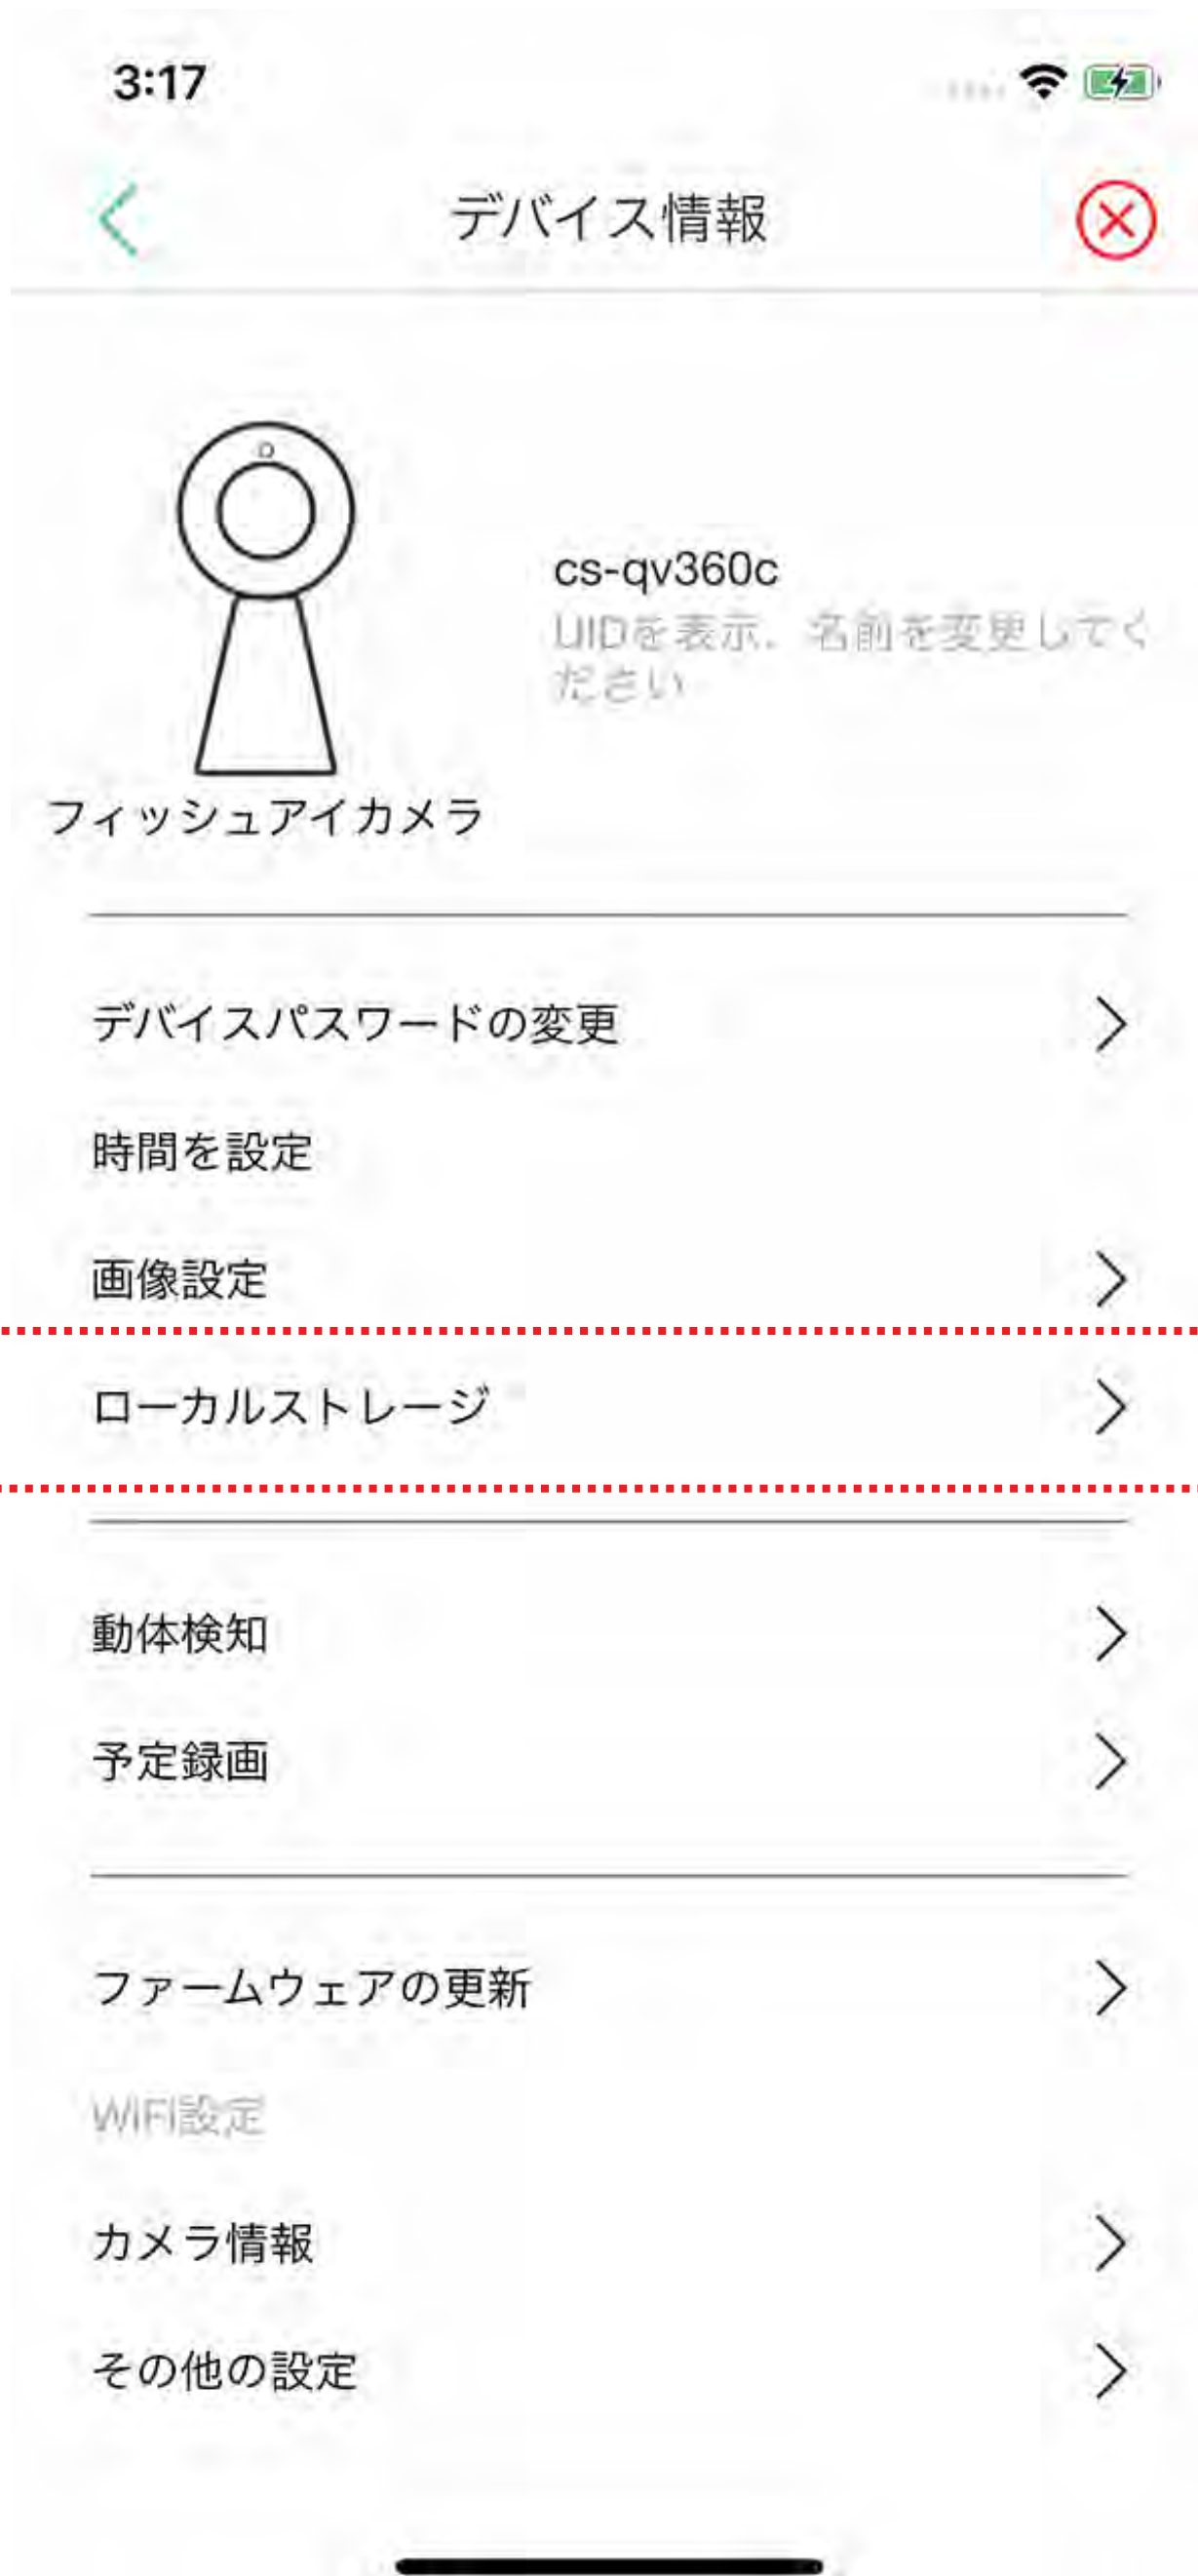 3:17
デバイス情報
cs-qv360c
UIDを表示、名前を変更してく
ださい
フィッシュアイカメラ
デバイスパスワードの変更
時間を設定
画像設定
ローカルストレージ
動体検知
予定録画
ファームウェアの更新
WiFi設定
カメラ情報
その他の設定